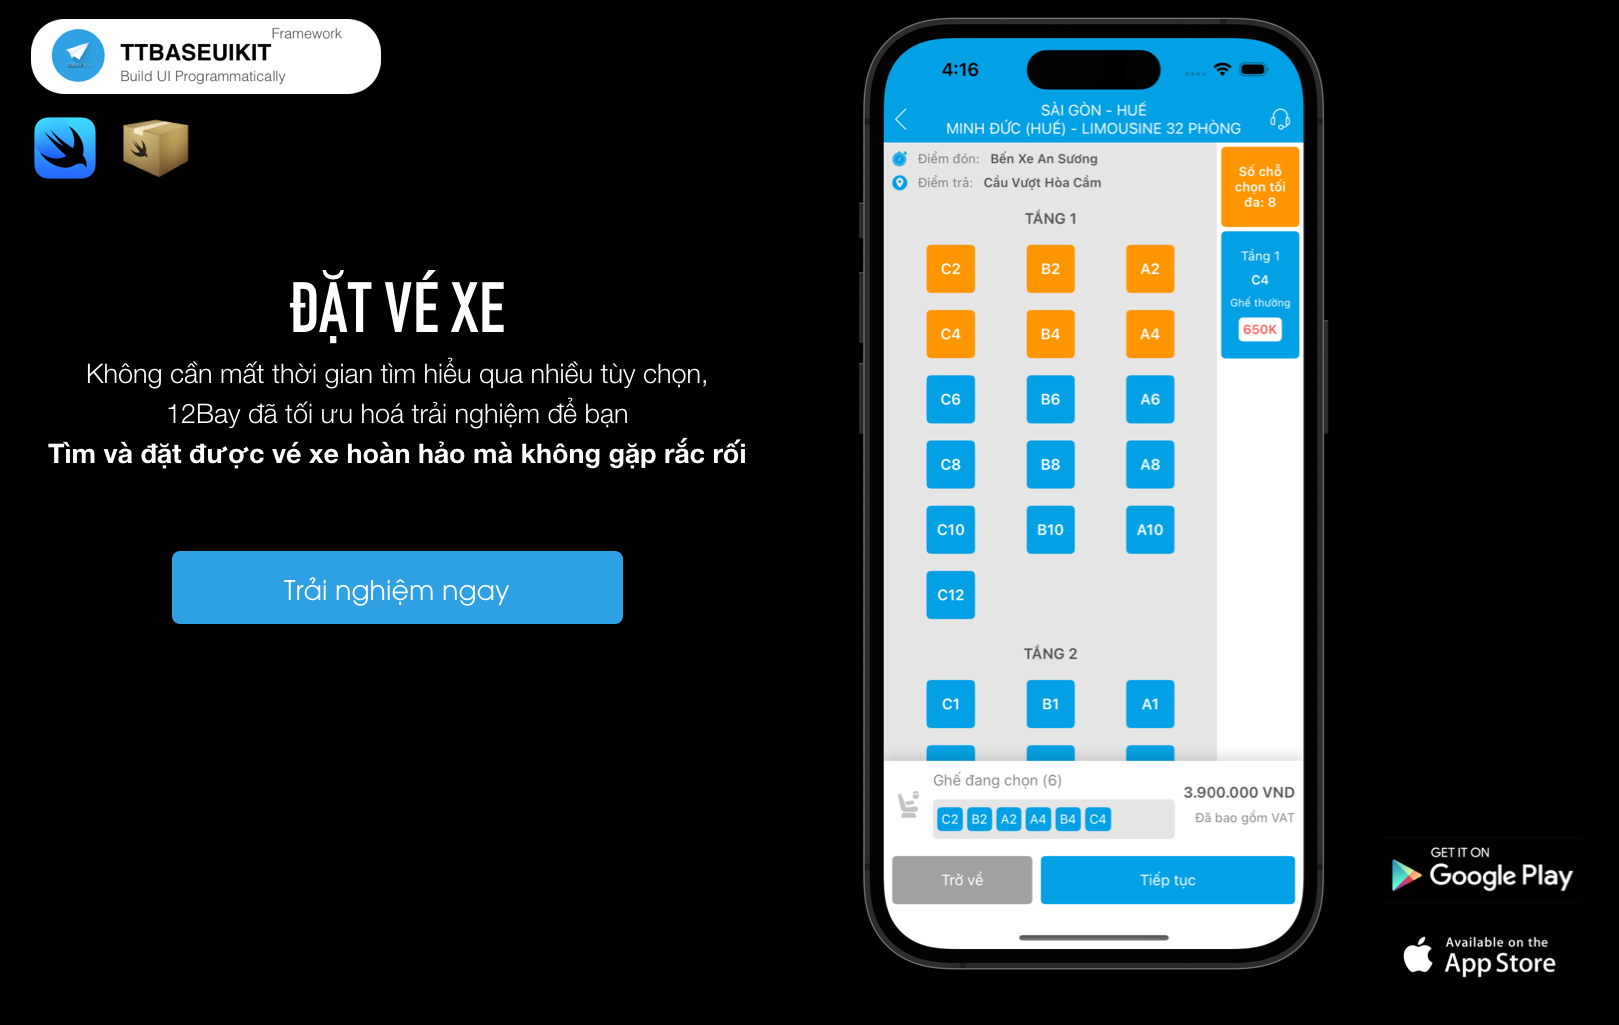 Framework
TTBASEUIKIT
Build UI Programmatically
ĐẶT VÉ XE
Không cần mất thời gian tìm hiểu qua nhiều tùy chọn,
12Bay đã tối ưu hoá trải nghiệm để bạn
Tìm và đặt được vé xe hoàn hảo mà không gặp rắc rối
Trải nghiệm ngay
4:16
SÀI GÒN - HUẾ
MINH ĐỨC (HUẾ) - LIMOUSINE 32 PHÒNG
Điểm đón: Bến Xe An Sương
Điểm trả: Cầu Vượt Hòa Cầm
Số chỗ
chọn tối
đa: 8
Tầng 1
C4
Ghế thường
650K
TẦNG 1
C2 B2 A2
C4 B4 A4
C6 B6 A6
C8 B8 A8
C10 B10 A10
C12
TẦNG 2
C1 B1 A1
Ghế đang chọn (6)
C2 B2 A2 A4 B4 C4
3.900.000 VND
Đã bao gồm VAT
Trở về
Tiếp tục
GET IT ON
Google Play
Available on the
App Store